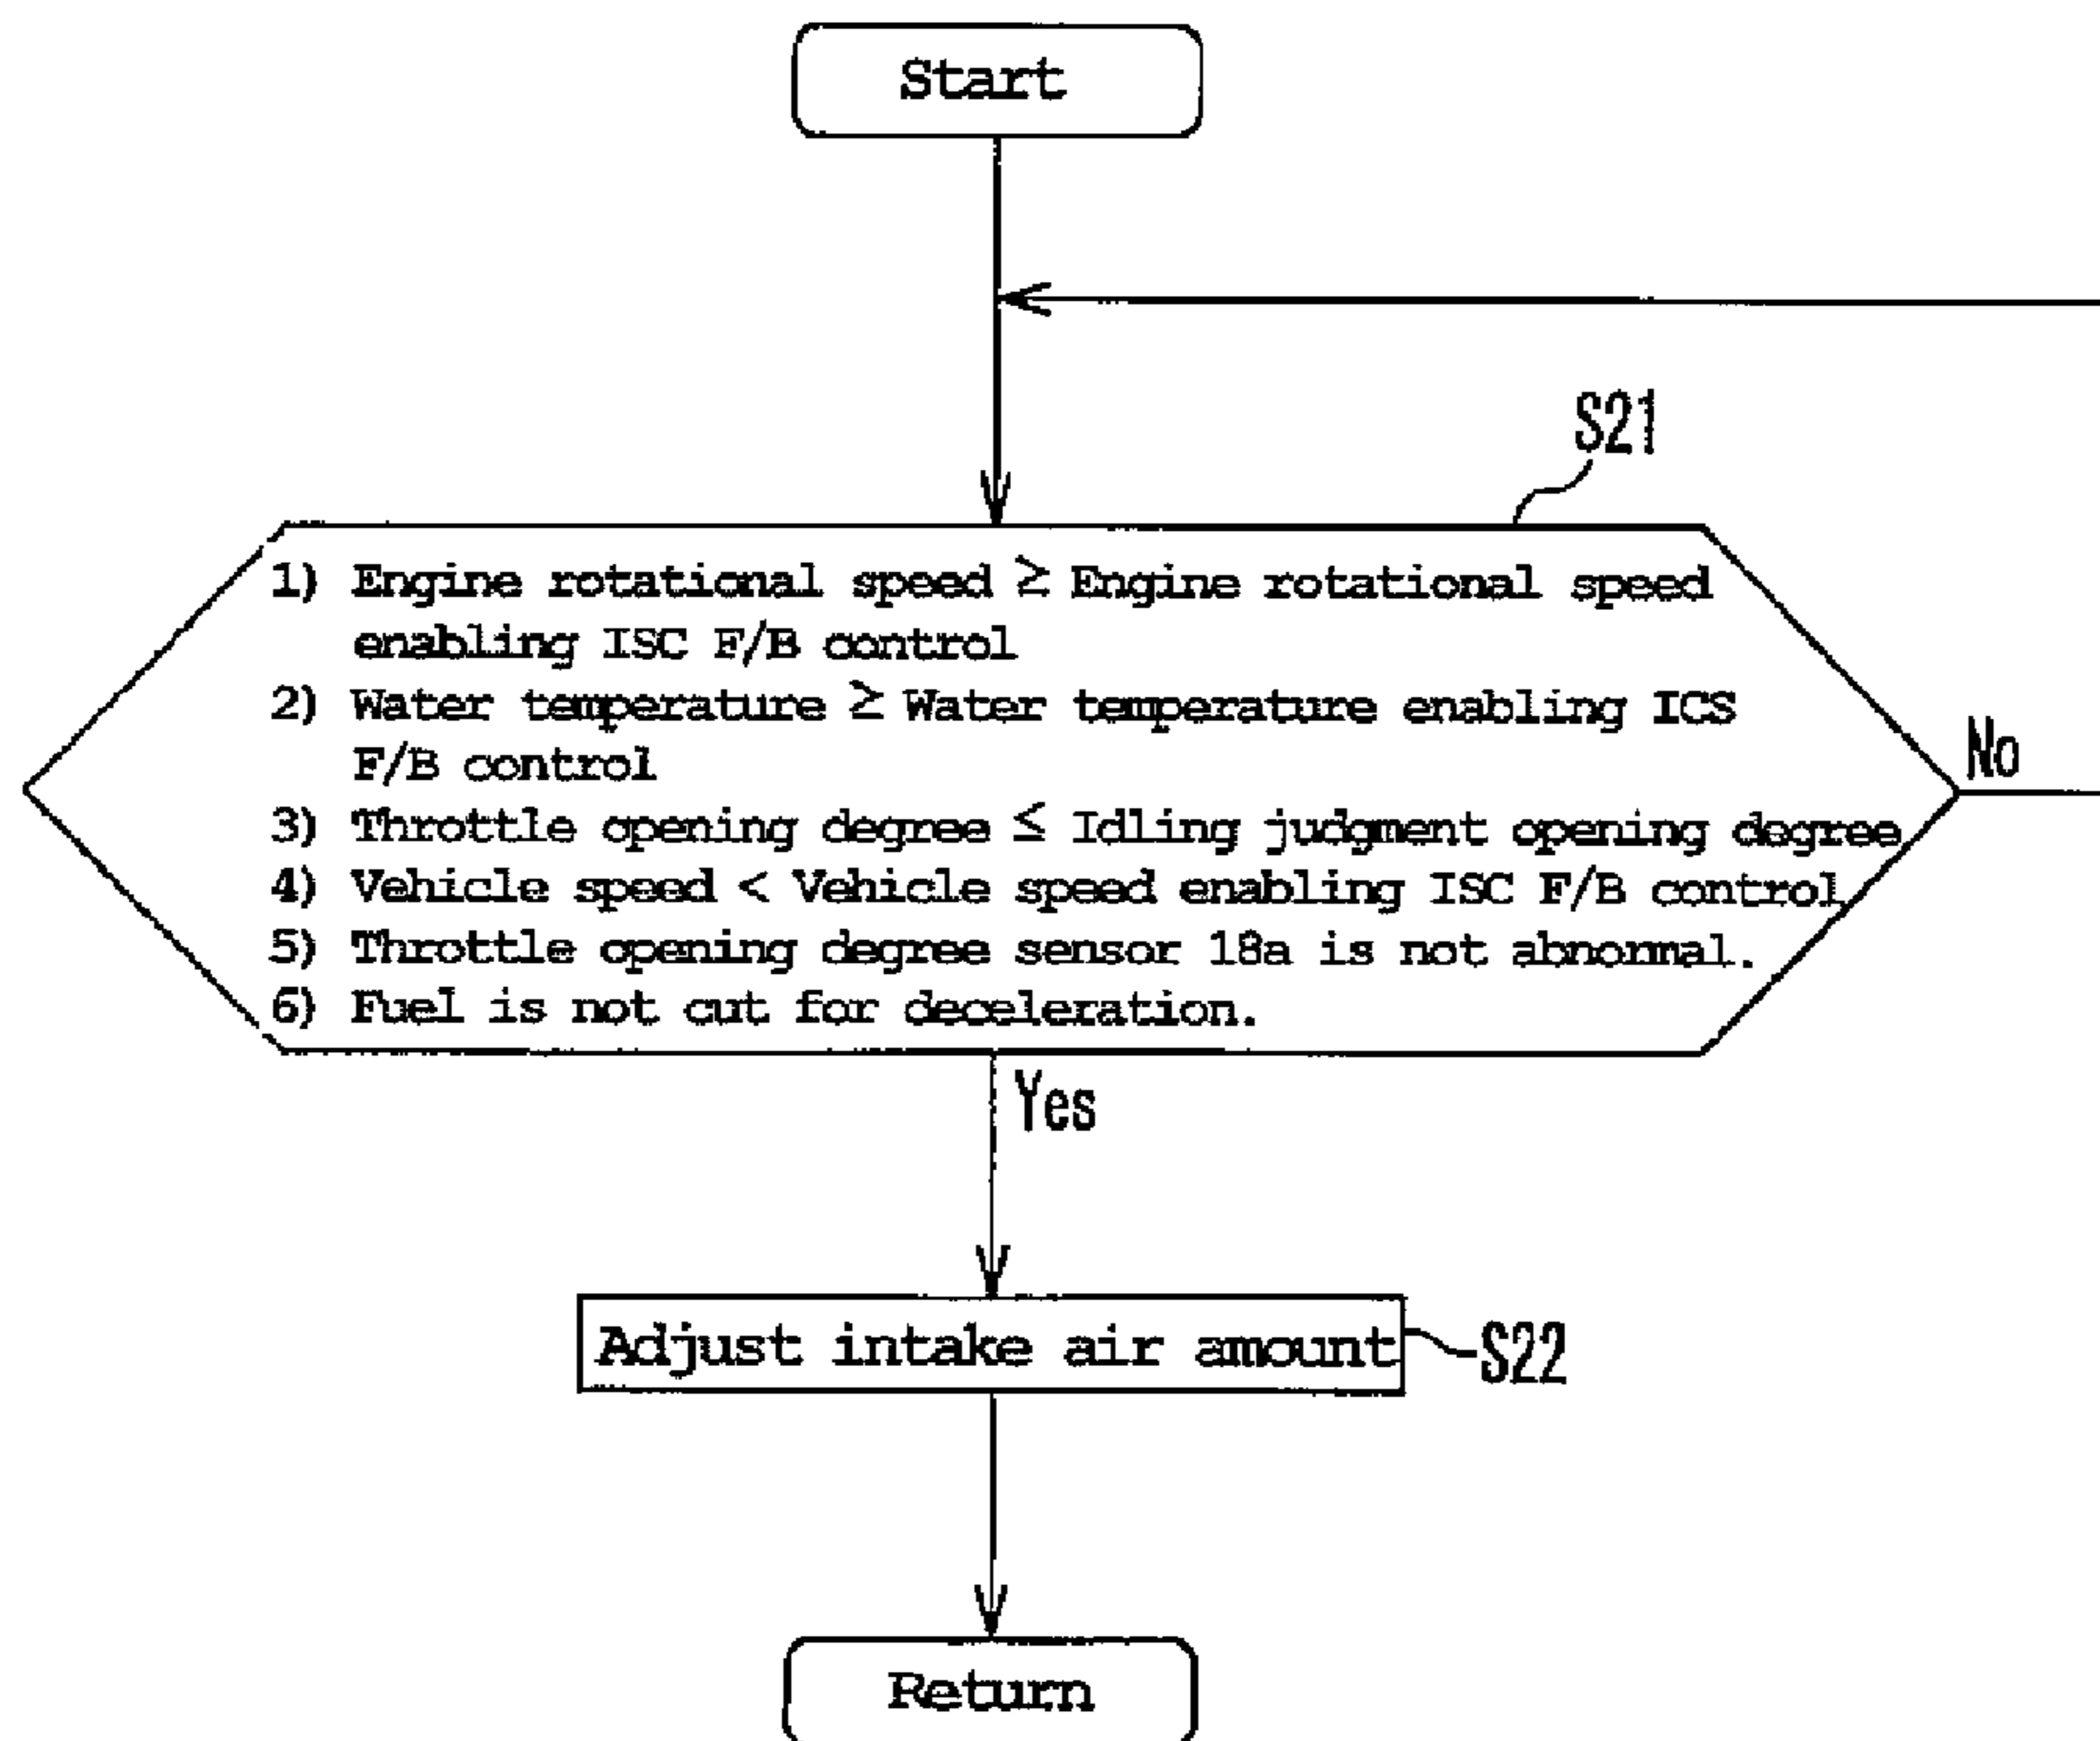 Start
S21
1) Engine rotational speed ≥ Engine rotational speed
enabling ISC F/B control
2) Water temperature ≥ Water temperature enabling ICS
F/B control
3) Throttle opening degree ≤ Idling judgment opening degree
4) Vehicle speed < Vehicle speed enabling ISC F/B control
5) Throttle opening degree sensor 18a is not abnormal.
6) Fuel is not cut for deceleration.
No
Yes
Adjust intake air amount
S22
Return